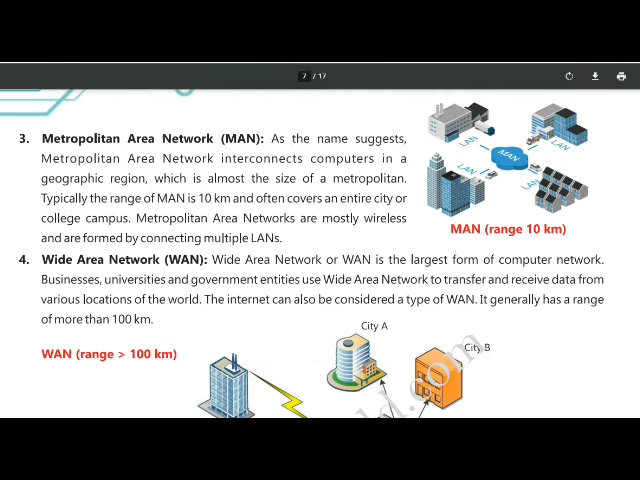 7 / 17
3. Metropolitan Area Network (MAN): As the name suggests,
Metropolitan Area Network interconnects computers in a
geographic region, which is almost the size of a metropolitan.
Typically the range of MAN is 10 km and often covers an entire city or
college campus. Metropolitan Area Networks are mostly wireless
and are formed by connecting multiple LANs.
LAN
LAN
MAN
LAN
LAN
MAN (range 10 km)
4. Wide Area Network (WAN): Wide Area Network or WAN is the largest form of computer network.
Businesses, universities and government entities use Wide Area Network to transfer and receive data from
various locations of the world. The internet can also be considered a type of WAN. It generally has a range
of more than 100 km.
WAN (range > 100 km)
City A
City B